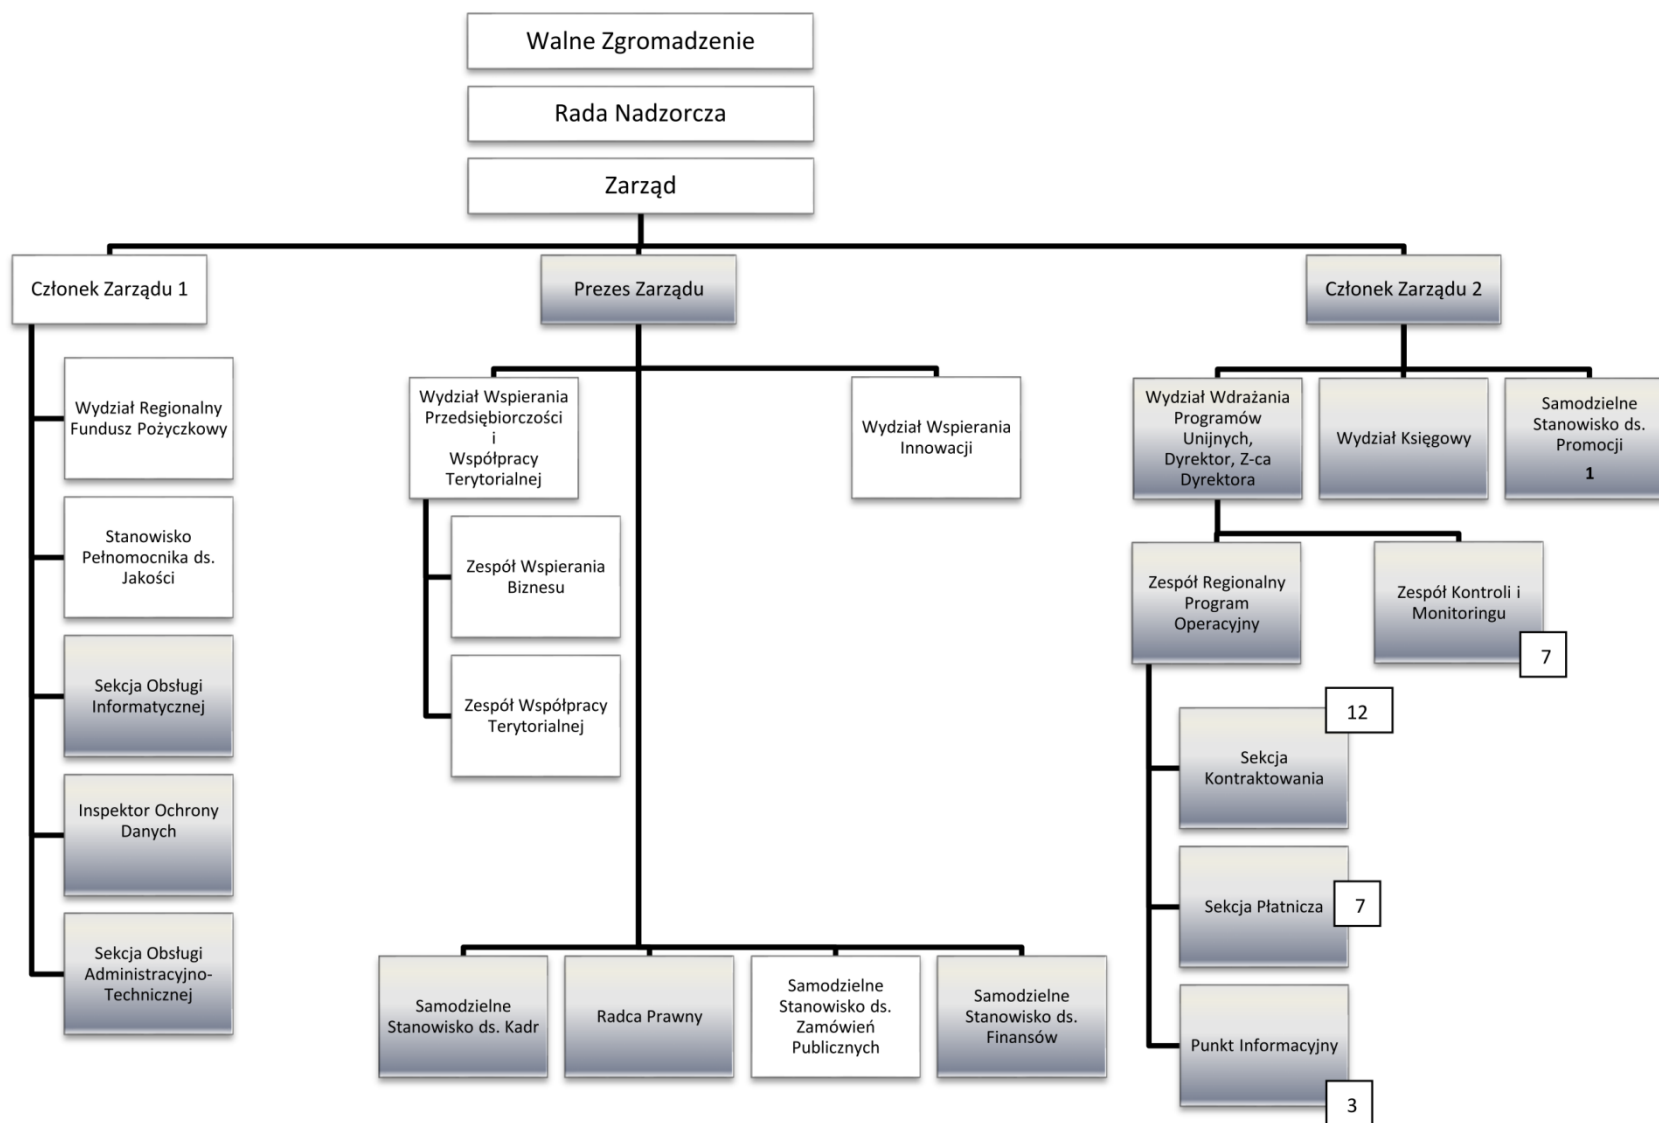 Walne Zgromadzenie
Rada Nadzorcza
Zarząd
Członek Zarządu 1
Prezes Zarządu
Członek Zarządu 2
Wydział Regionalny
Fundusz Pożyczkowy
Stanowisko
Pełnomocnika ds.
Jakości
Sekcja Obsługi
Informatycznej
Inspektor Ochrony
Danych
Sekcja Obsługi
Administracyjno-
Technicznej
Wydział Wspierania
Przedsiębiorczości
i
Współpracy
Terytorialnej
Wydział Wspierania
Innowacji
Zespół Wspierania
Biznesu
Zespół Współpracy
Terytorialnej
Samodzielne
Stanowisko ds. Kadr
Radca Prawny
Samodzielne
Stanowisko ds.
Zamówień
Publicznych
Samodzielne
Stanowisko ds.
Finansów
Wydział Wdrażania
Programów
Unijnych,
Dyrektor, Z-ca
Dyrektora
Wydział Księgowy
Samodzielne
Stanowisko ds.
Promocji
1
Zespół Regionalny
Program
Operacyjny
Zespół Kontroli i
Monitoringu
7
12
Sekcja
Kontraktowania
Sekcja Płatnicza
7
Punkt Informacyjny
3